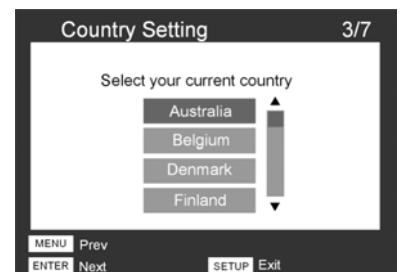 Country Setting 3/7
Select your current country
Australia
Belgium
Denmark
Finland
MENU Prev
ENTER Next SETUP Exit